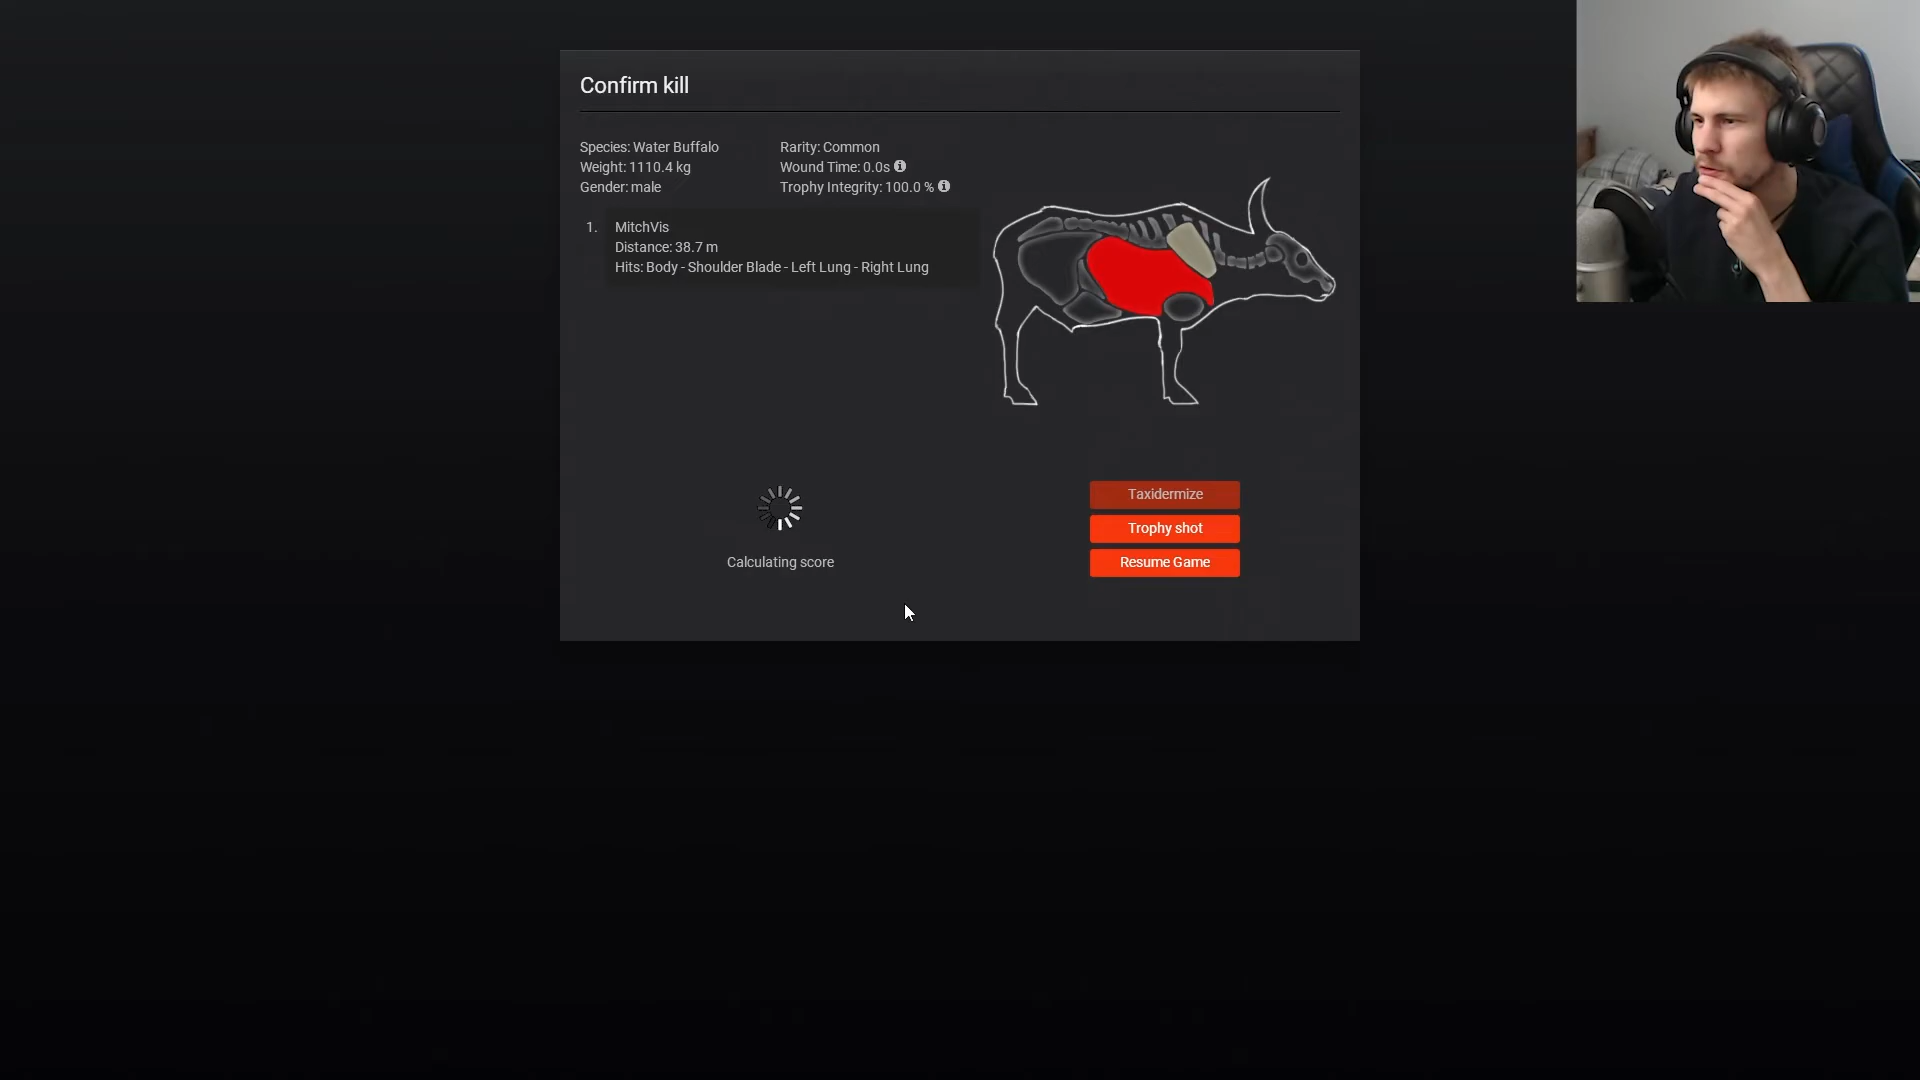 Confirm kill
Species: Water Buffalo
Weight: 1110.4 kg
Gender: male
Rarity: Common
Wound Time: 0.0s
Trophy Integrity: 100.0 %
1. MitchVis
Distance: 38.7 m
Hits: Body - Shoulder Blade - Left Lung - Right Lung
Calculating score
Taxidermize
Trophy shot
Resume Game